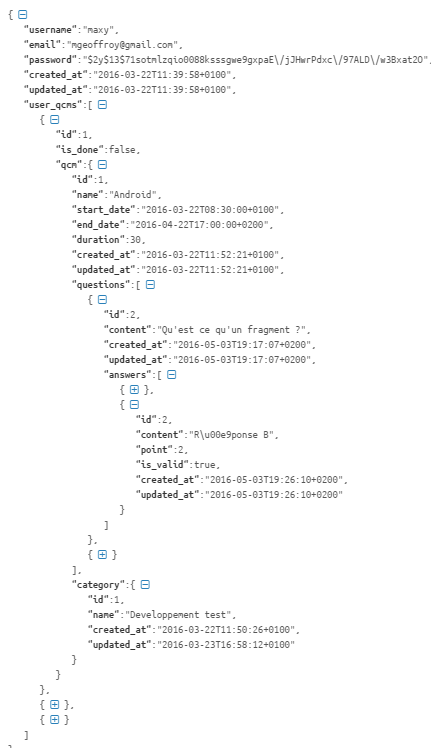 {
"username":"maxy",
"email":"mgeoffroy@gmail.com",
"password":"$2y$13$71sotmlzqio0088ksssgwe9gxpaE\/jJHwrPdxc\/97ALD\/w3Bxat2O",
"created_at":"2016-03-22T11:39:58+0100",
"updated_at":"2016-03-22T11:39:58+0100",
"user_qcms":[
{
"id":1,
"is_done":false,
"qcm":{
"id":1,
"name":"Android",
"start_date":"2016-03-22T08:30:00+0100",
"end_date":"2016-04-22T17:00:00+0200",
"duration":30,
"created_at":"2016-03-22T11:52:21+0100",
"updated_at":"2016-03-22T11:52:21+0100",
"questions":[
{
"id":2,
"content":"Qu'est ce qu'un fragment ?",
"created_at":"2016-05-03T19:17:07+0200",
"updated_at":"2016-05-03T19:17:07+0200",
"answers":[
{ },
{
"id":2,
"content":"R\u00e9ponse B",
"point":2,
"is_valid":true,
"created_at":"2016-05-03T19:26:10+0200",
"updated_at":"2016-05-03T19:26:10+0200"
}
]
},
{ }
],
"category":{
"id":1,
"name":"Developpement test",
"created_at":"2016-03-22T11:50:26+0100",
"updated_at":"2016-03-23T16:58:12+0100"
}
}
},
{ },
{ }
]
}